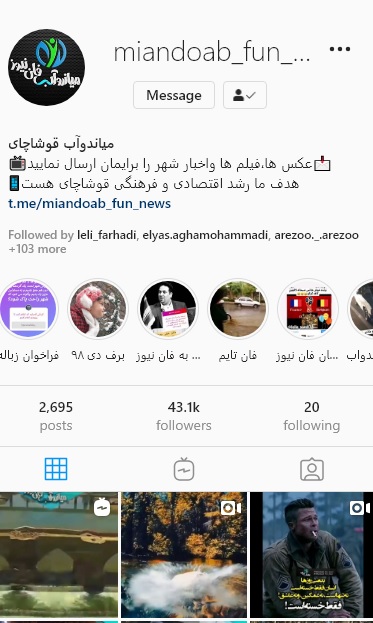 میاندوآب فان نیوز
miandoab_fun_...
Message
میاندوآب قوشاچای
عکس ها،فیلم ها واخبار شهر را برایمان ارسال نمایید
هدف ما رشد اقتصادی و فرهنگی قوشاچای هست
t.me/miandoab_fun_news
Followed by leli_farhadi, elyas.aghamohammadi, arezoo._.arezoo
+103 more
فراخوان زباله
برف دی ۹۸
... به فان نیوز
فان تایم
...ان فان نیوز
2,695
posts
43.1k
followers
20
following
فقط خسته‌است!